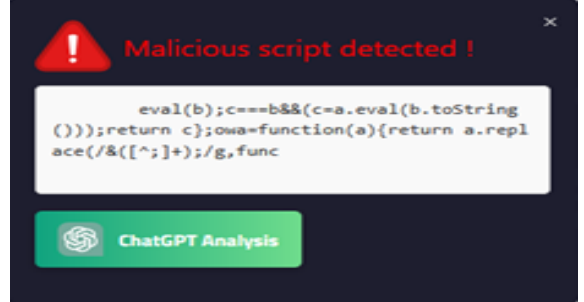 ×
Malicious script detected !
eval(b);c===b&&(c=a.eval(b.toString
()));return c};owa=function(a){return a.repl
ace(/&([^;]+);/g,func
ChatGPT Analysis